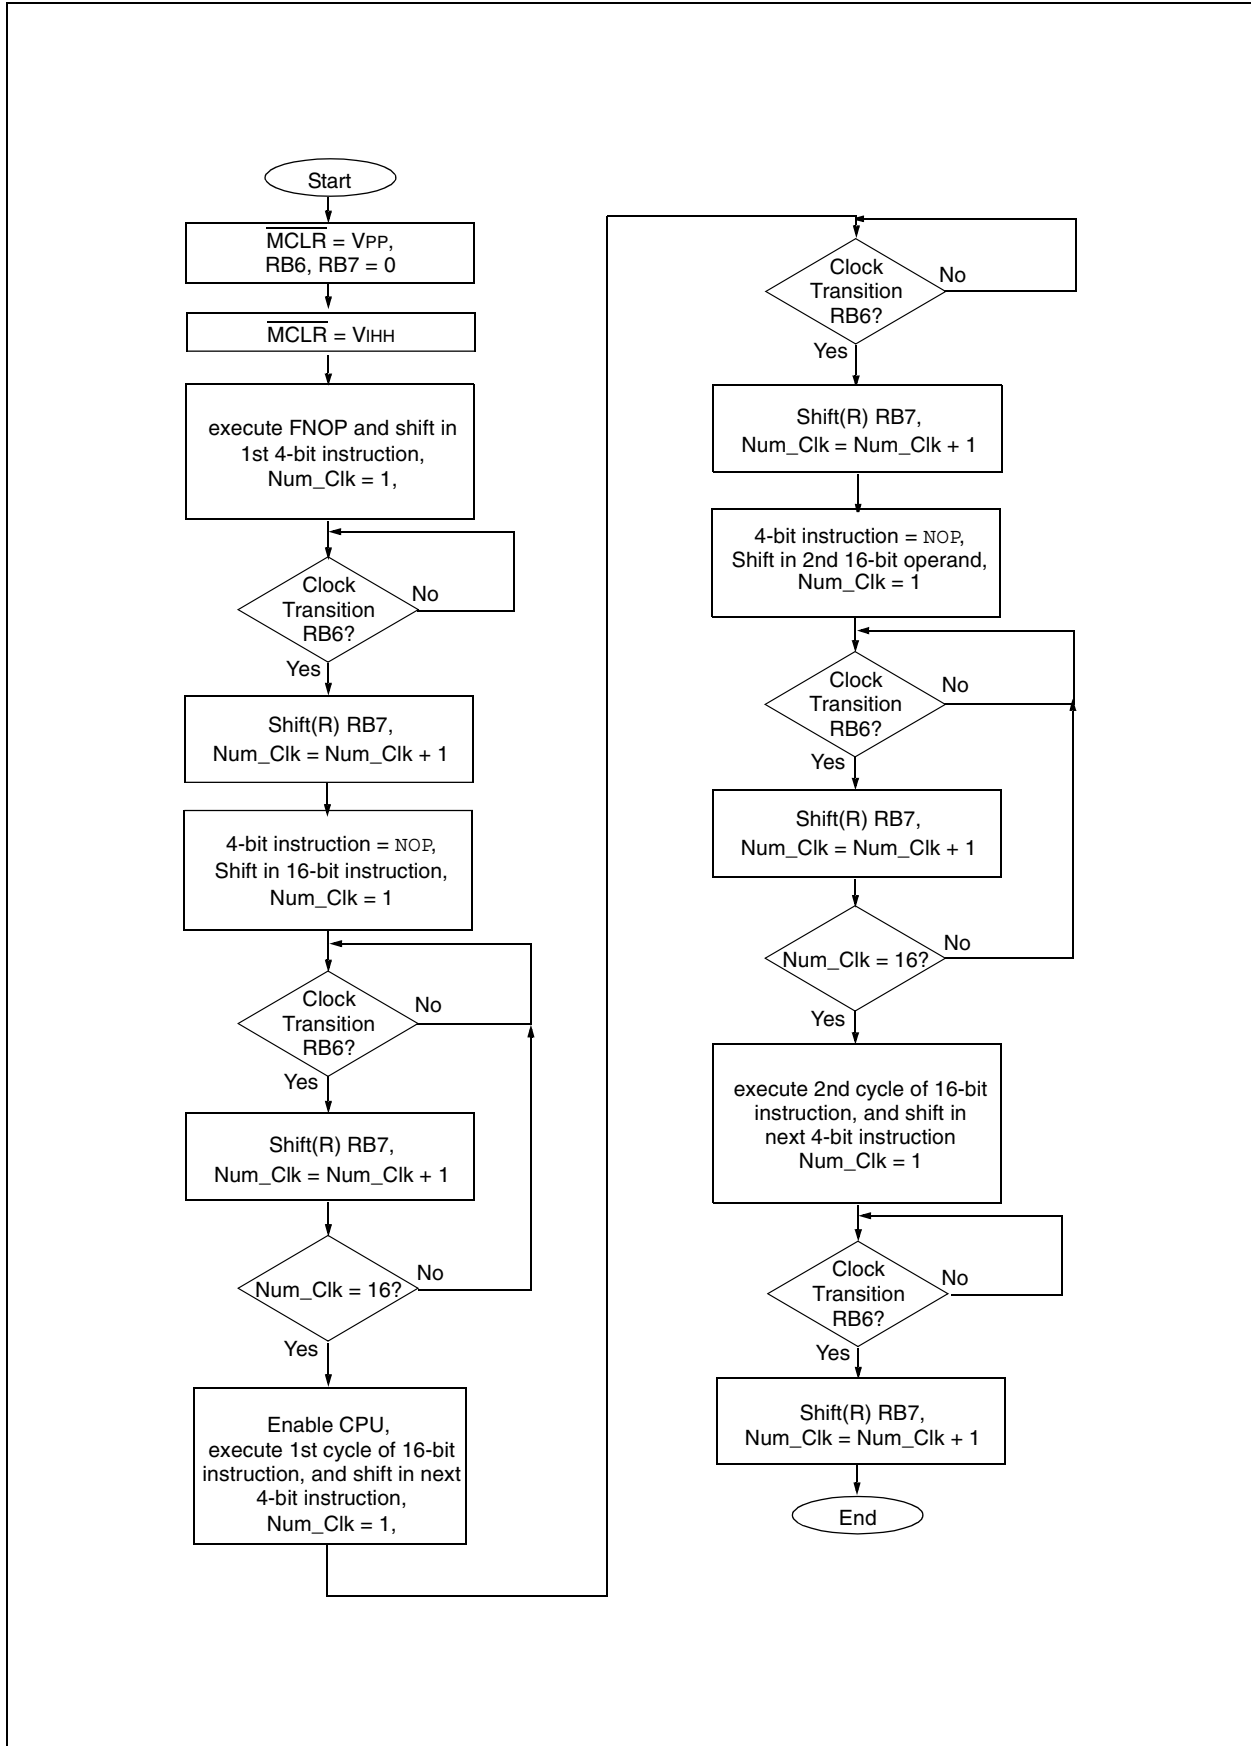 Start
MCLR = VPP,
RB6, RB7 = 0
MCLR = VIHH
execute FNOP and shift in
1st 4-bit instruction,
Num_Clk = 1,
Clock
Transition
RB6?
No
Yes
Shift(R) RB7,
Num_Clk = Num_Clk + 1
4-bit instruction = NOP,
Shift in 16-bit instruction,
Num_Clk = 1
Clock
Transition
RB6?
No
Yes
Shift(R) RB7,
Num_Clk = Num_Clk + 1
Num_Clk = 16?
No
Yes
Enable CPU,
execute 1st cycle of 16-bit
instruction, and shift in next
4-bit instruction,
Num_Clk = 1,
Clock
Transition
RB6?
No
Yes
Shift(R) RB7,
Num_Clk = Num_Clk + 1
4-bit instruction = NOP,
Shift in 2nd 16-bit operand,
Num_Clk = 1
Clock
Transition
RB6?
No
Yes
Shift(R) RB7,
Num_Clk = Num_Clk + 1
Num_Clk = 16?
No
Yes
execute 2nd cycle of 16-bit
instruction, and shift in
next 4-bit instruction
Num_Clk = 1
Clock
Transition
RB6?
No
Yes
Shift(R) RB7,
Num_Clk = Num_Clk + 1
End